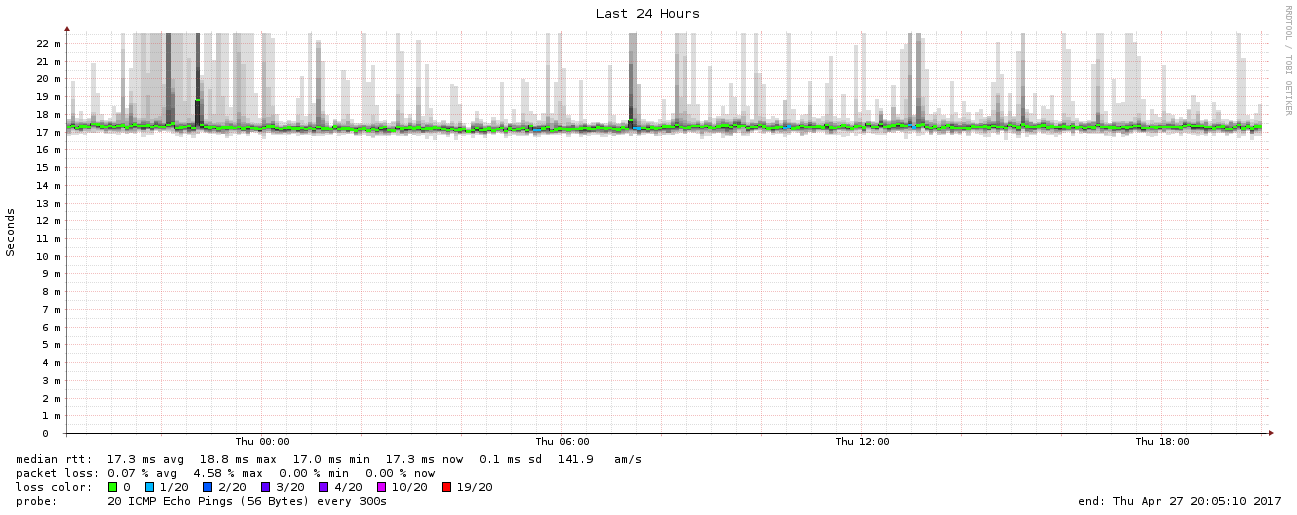 Last 24 Hours
RRDTOOL / TOBI OETIKER
Seconds
22 m
21 m
20 m
19 m
18 m
17 m
16 m
15 m
14 m
13 m
12 m
11 m
10 m
9 m
8 m
7 m
6 m
5 m
4 m
3 m
2 m
1 m
0
Thu 00:00 Thu 06:00 Thu 12:00 Thu 18:00
median rtt: 17.3 ms avg 18.8 ms max 17.0 ms min 17.3 ms now 0.1 ms sd 141.9 am/s
packet loss: 0.07 % avg 4.58 % max 0.00 % min 0.00 % now
loss color: 0 1/20 2/20 3/20 4/20 10/20 19/20
probe: 20 ICMP Echo Pings (56 Bytes) every 300s end: Thu Apr 27 20:05:10 2017